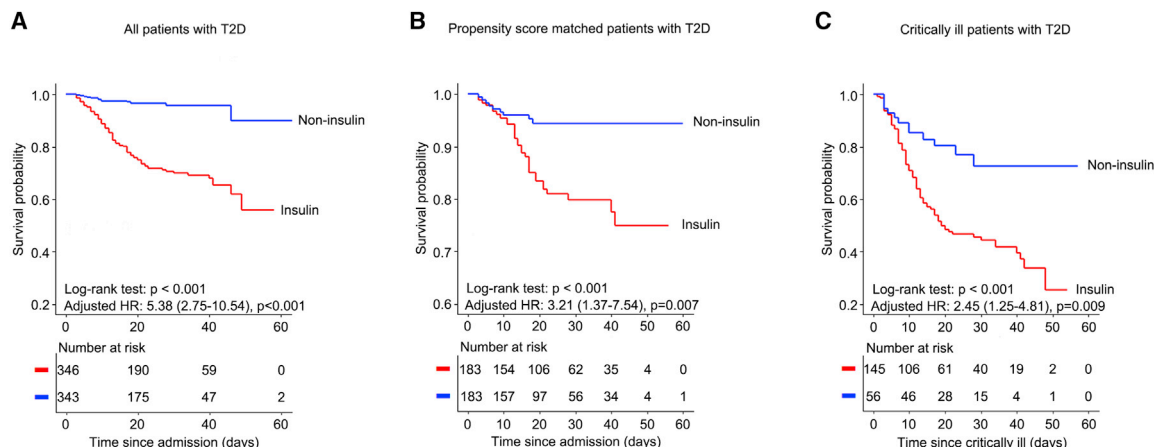 A
All patients with T2D
Survival probability
1.0
0.8
0.6
0.4
0.2
Non-insulin
Insulin
Log-rank test: p < 0.001
Adjusted HR: 5.38 (2.75-10.54), p<0.001
0 20 40 60
Number at risk
346 190 59 0
343 175 47 2
0 20 40 60
Time since admission (days)
B
Propensity score matched patients with T2D
Survival probability
1.0
0.9
0.8
0.7
0.6
Non-insulin
Insulin
Log-rank test: p < 0.001
Adjusted HR: 3.21 (1.37-7.54), p=0.007
0 10 20 30 40 50 60
Number at risk
183 154 106 62 35 4 0
183 157 97 56 34 4 1
0 10 20 30 40 50 60
Time since admission (days)
C
Critically ill patients with T2D
Survival probability
1.0
0.8
0.6
0.4
0.2
Non-insulin
Insulin
Log-rank test: p < 0.001
Adjusted HR: 2.45 (1.25-4.81), p=0.009
0 10 20 30 40 50 60
Number at risk
145 106 61 40 19 2 0
56 46 28 15 4 1 0
0 10 20 30 40 50 60
Time since critically ill (days)